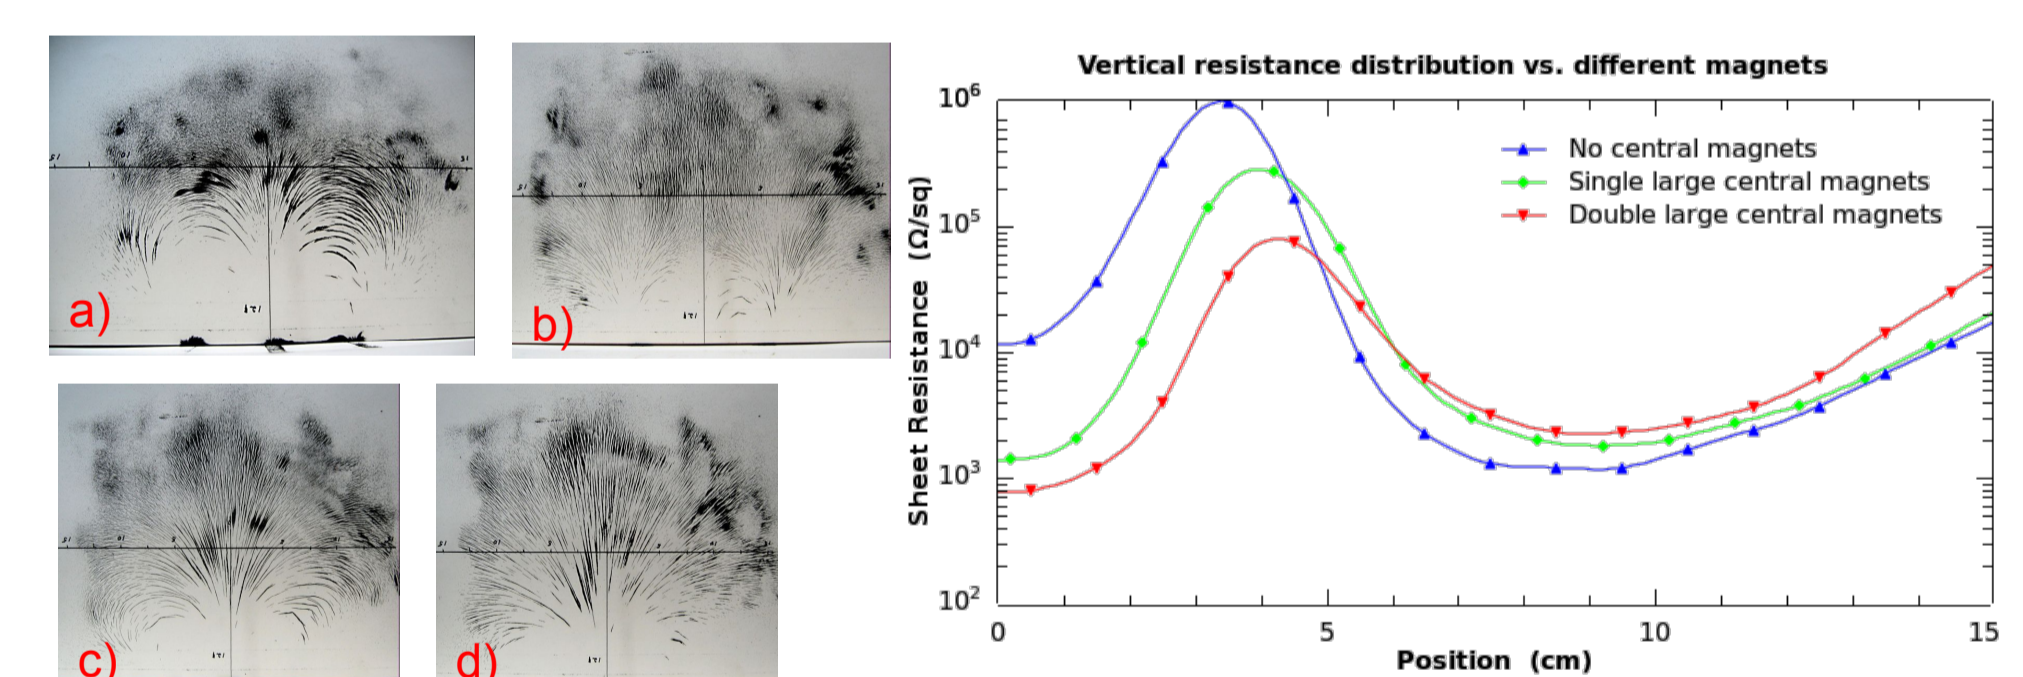 a)
b)
c)
d)
Vertical resistance distribution vs. different magnets
No central magnets
Single large central magnets
Double large central magnets
Sheet Resistance (Ω/sq)
10⁶
10⁵
10⁴
10³
10²
0 5 10 15
Position (cm)